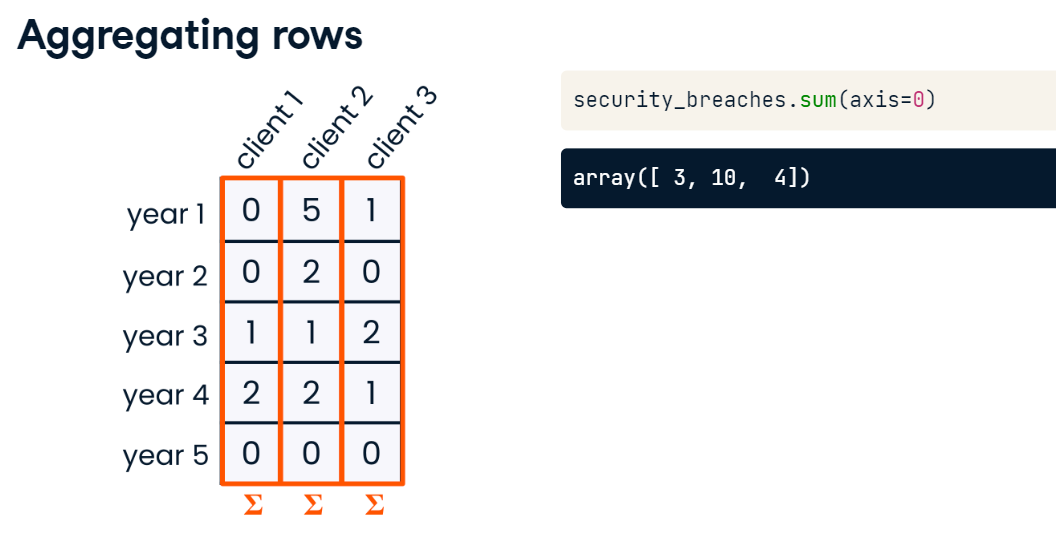 Aggregating rows
client 1 client 2 client 3
year 1 0 5 1
year 2 0 2 0
year 3 1 1 2
year 4 2 2 1
year 5 0 0 0
Σ Σ Σ
security_breaches.sum(axis=0)
array([ 3, 10,  4])